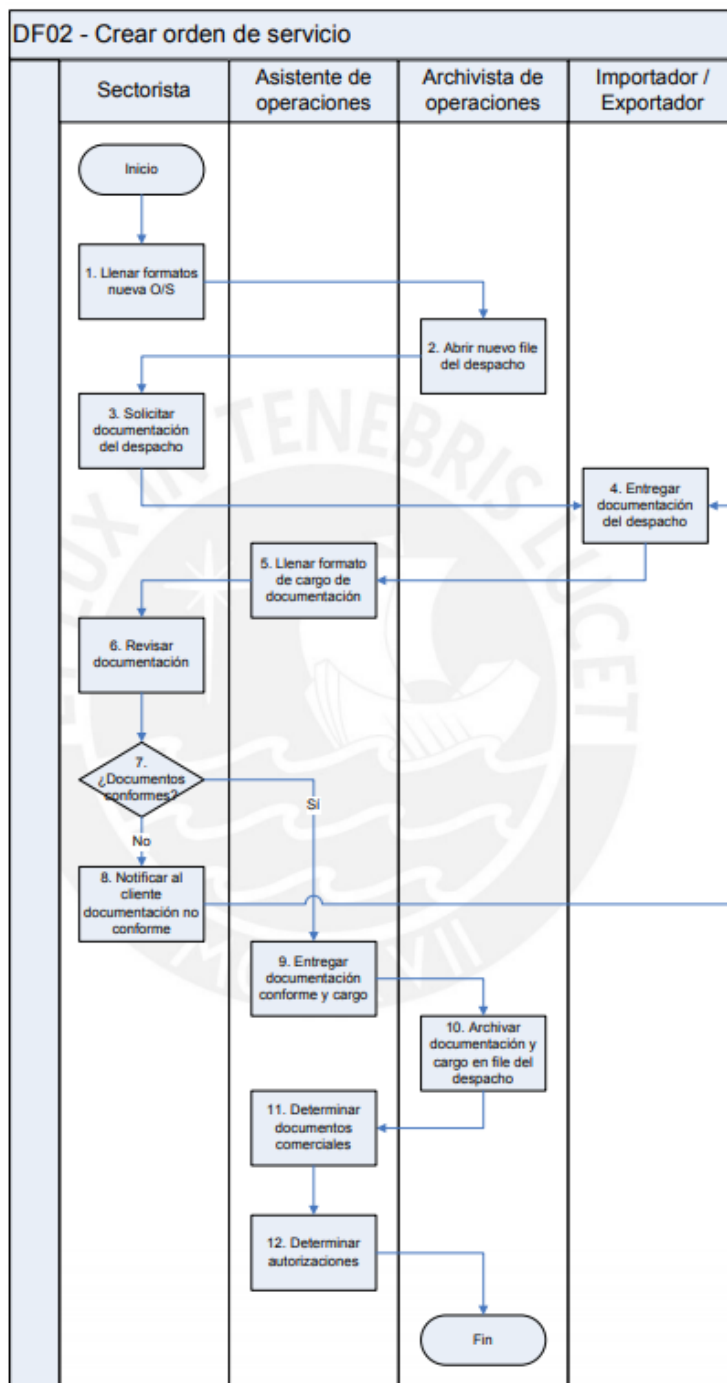 DF02 - Crear orden de servicio
Sectorista
Asistente de
operaciones
Archivista de
operaciones
Importador /
Exportador
Inicio
1. Llenar formatos
nueva O/S
2. Abrir nuevo file
del despacho
3. Solicitar
documentación
del despacho
4. Entregar
documentación
del despacho
5. Llenar formato
de cargo de
documentación
6. Revisar
documentación
7.
¿Documentos
conformes?
Sí
No
8. Notificar al
cliente
documentación no
conforme
9. Entregar
documentación
conforme y cargo
10. Archivar
documentación y
cargo en file del
despacho
11. Determinar
documentos
comerciales
12. Determinar
autorizaciones
Fin
LUX IN TENEBRIS LUCET